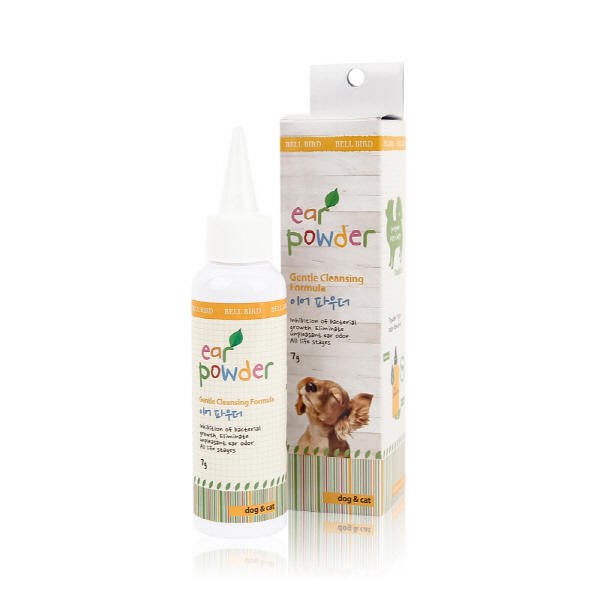 BELL BIRD
ear
powder
Gentle Cleansing Formula
이어 파우더
Inhibition of bacterial
growth, Eliminate
unpleasant ear odor
All life stages
7g
dog & cat
BELL BIRD BELL BIRD
ear
powder
Gentle Cleansing
Formula
이어 파우더
Inhibition of bacterial
growth, Eliminate
unpleasant ear odor
All life stages
7g
dog & cat